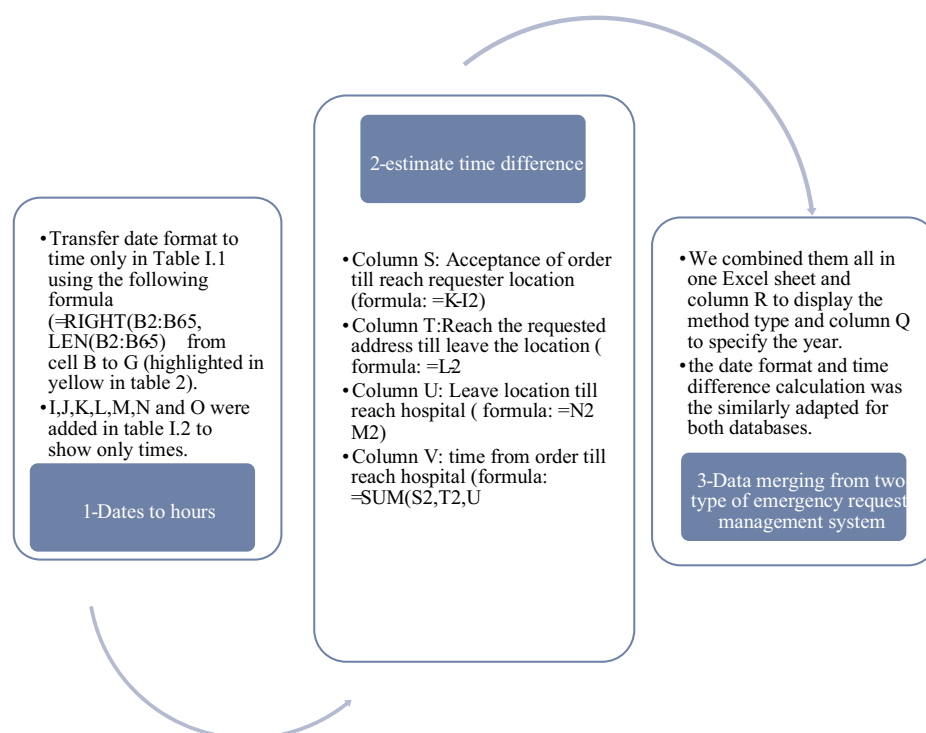 •Transfer date format to
time only in Table I.1
using the following
formula
(=RIGHT(B2:B65,
LEN(B2:B65) from
cell B to G (highlighted in
yellow in table 2).
•I,J,K,L,M,N and O were
added in table I.2 to
show only times.
1-Dates to hours
2-estimate time difference
•Column S: Acceptance of order
till reach requester location
(formula: =K-I2)
•Column T:Reach the requested
address till leave the location (
formula: =L-2
•Column U: Leave location till
reach hospital ( formula: =N2
M2)
•Column V: time from order till
reach hospital (formula:
=SUM(S2,T2,U
•We combined them all in
one Excel sheet and
column R to display the
method type and column Q
to specify the year.
•the date format and time
difference calculation was
the similarly adapted for
both databases.
3-Data merging from two
type of emergency request
management system